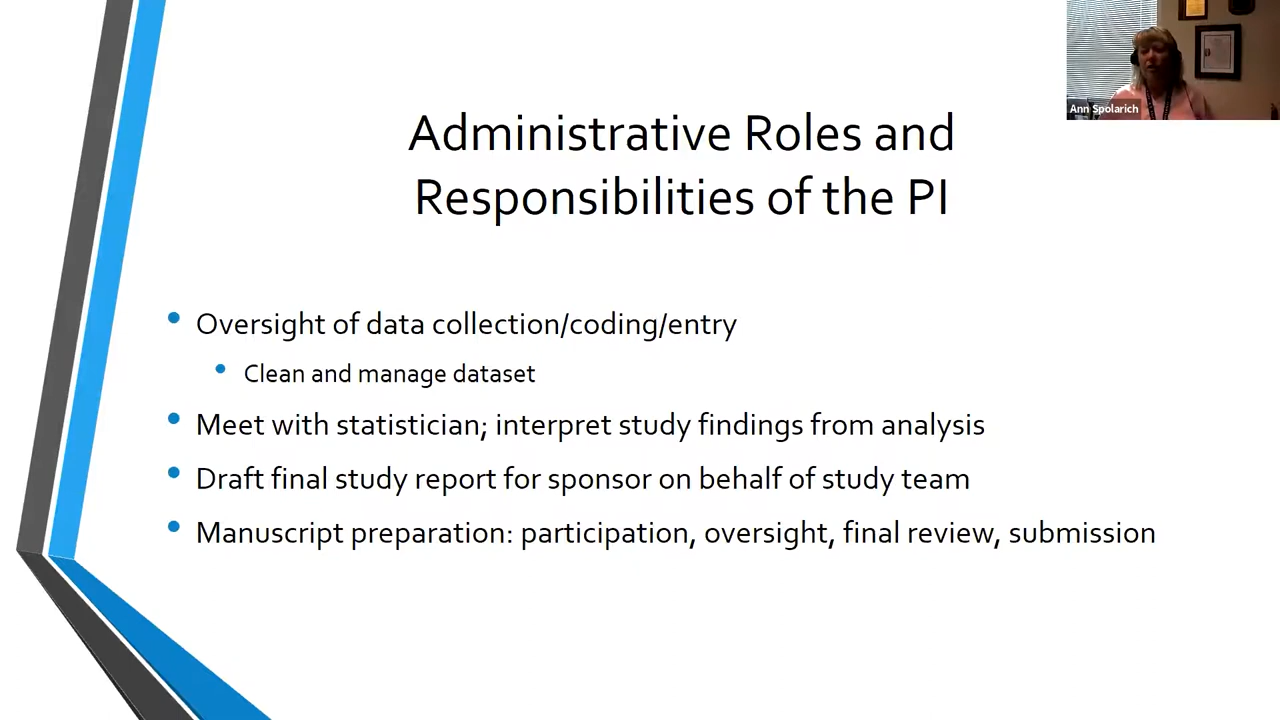 Ann Spolarich
Administrative Roles and
Responsibilities of the PI
Oversight of data collection/coding/entry
Clean and manage dataset
Meet with statistician; interpret study findings from analysis
Draft final study report for sponsor on behalf of study team
Manuscript preparation: participation, oversight, final review, submission